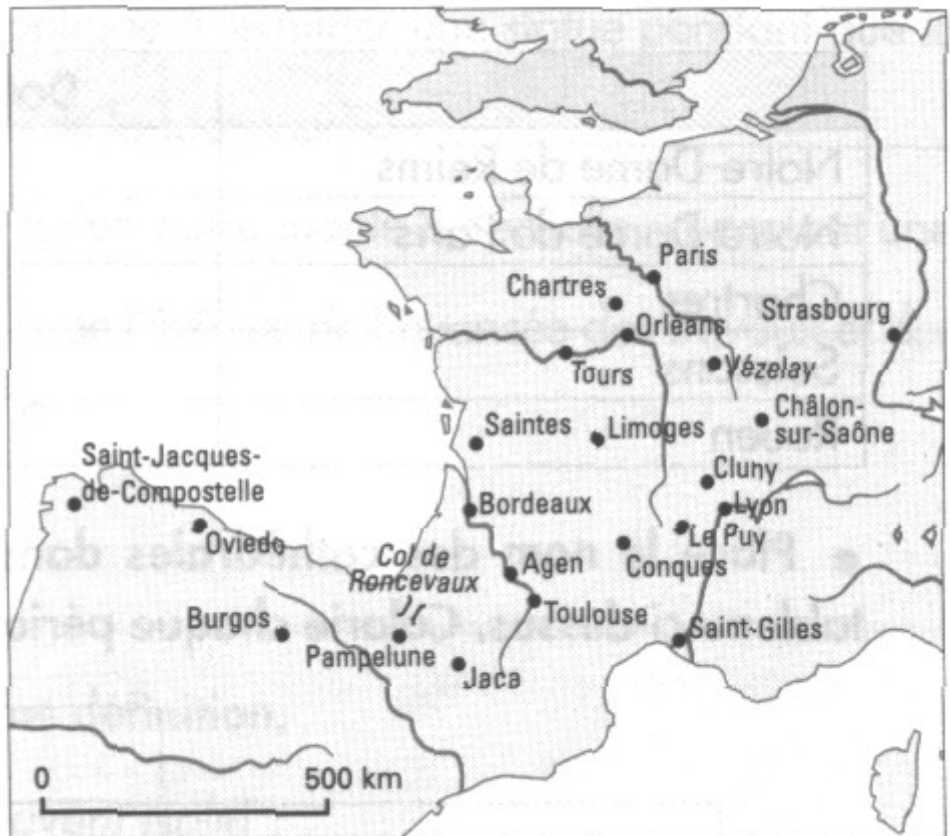 Paris
Chartres
Strasbourg
Orléans
Tours
Vézelay
Châlon-
sur-Saône
Saintes
Limoges
Saint-Jacques-
de-Compostelle
Cluny
Bordeaux
Lyon
Oviedo
Le Puy
Col de
Roncevaux
Agen
Conques
Burgos
Toulouse
Pampelune
Saint-Gilles
Jaca
0 500 km